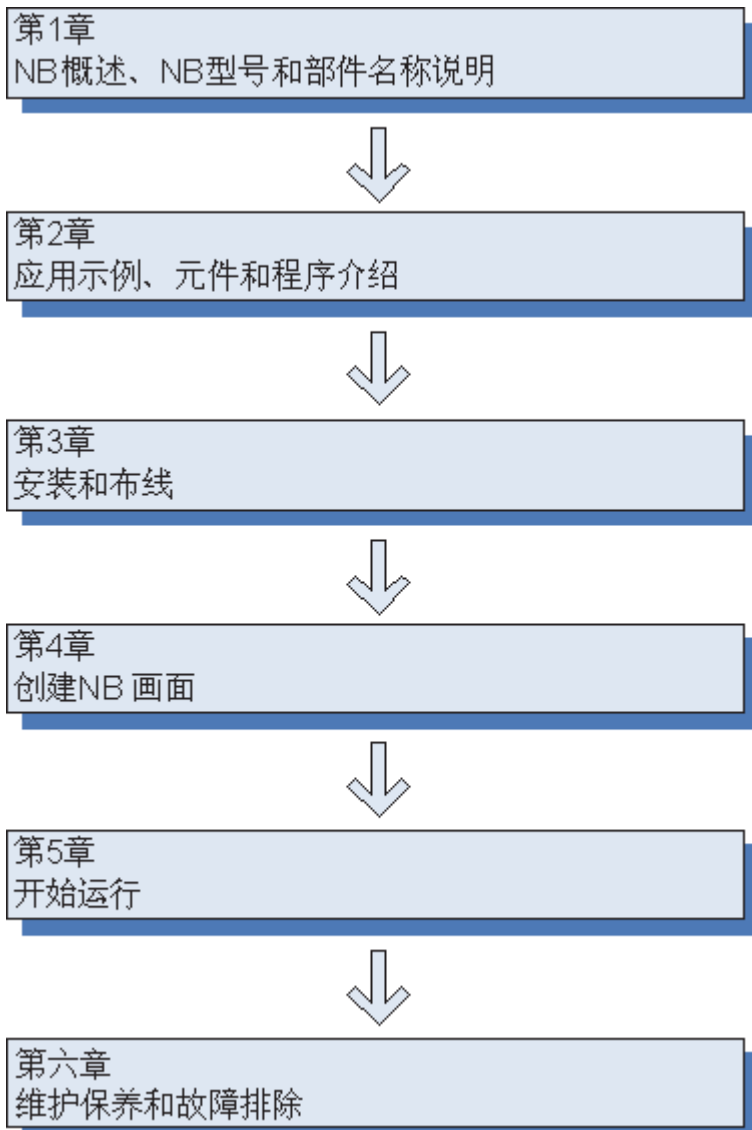 第1章
NB概述、NB型号和部件名称说明
第2章
应用示例、元件和程序介绍
第3章
安装和布线
第4章
创建NB 画面
第5章
开始运行
第六章
维护保养和故障排除